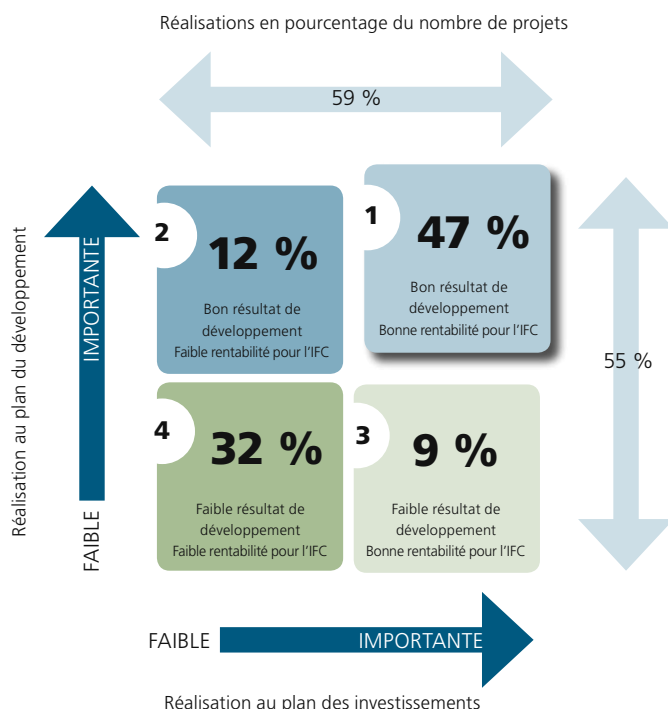 Réalisations en pourcentage du nombre de projets
59 %
2
12 %
Bon résultat de
développement
Faible rentabilité pour l’IFC
1
47 %
Bon résultat de
développement
Bonne rentabilité pour l’IFC
55 %
4
32 %
Faible résultat de
développement
Faible rentabilité pour l’IFC
3
9 %
Faible résultat de
développement
Bonne rentabilité pour l’IFC
Réalisation au plan du développement
IMPORTANTE
FAIBLE
FAIBLE
IMPORTANTE
Réalisation au plan des investissements